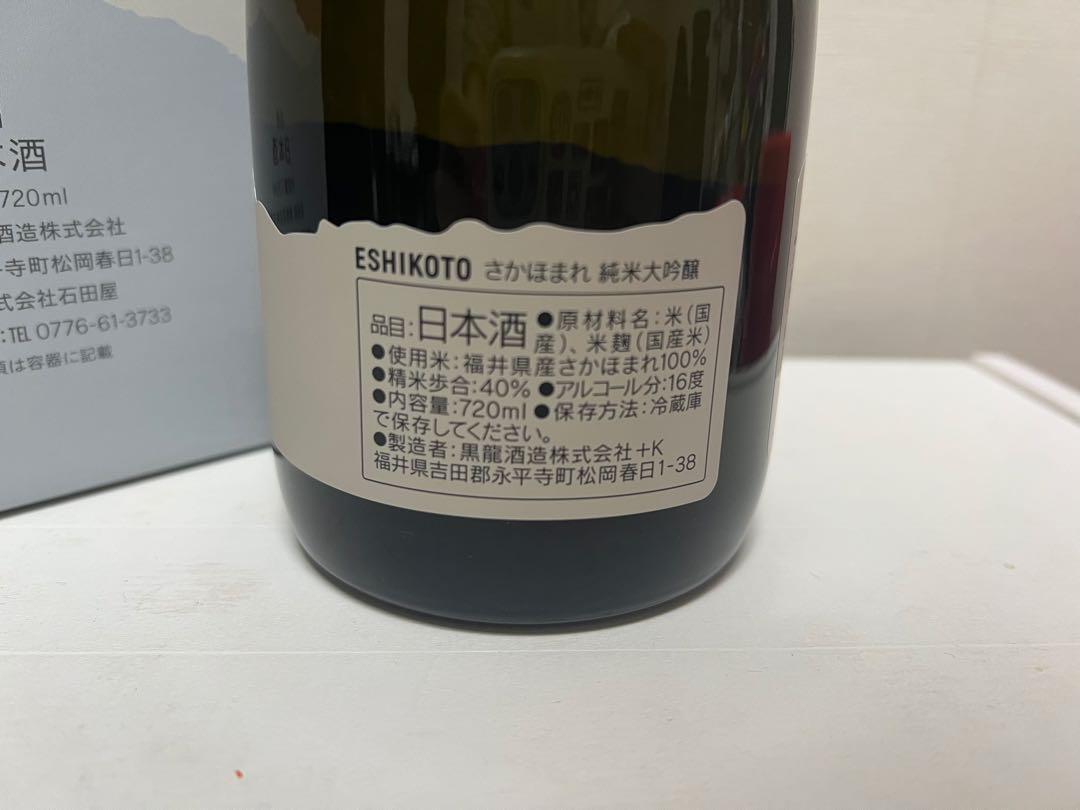 酒
720ml
酒造株式会社
平寺町松岡春日1-38
式会社石田屋
:TEL 0776-61-3733
頃は容器に記載
ESHIKOTO さかほまれ 純米大吟醸
品目:日本酒 ●原材料名:米(国
産)、米麹(国産米)
●使用米:福井県産さかほまれ100%
●精米歩合:40% ●アルコール分:16度
●内容量:720ml ●保存方法:冷蔵庫
で保存してください。
●製造者:黒龍酒造株式会社+K
福井県吉田郡永平寺町松岡春日1-38